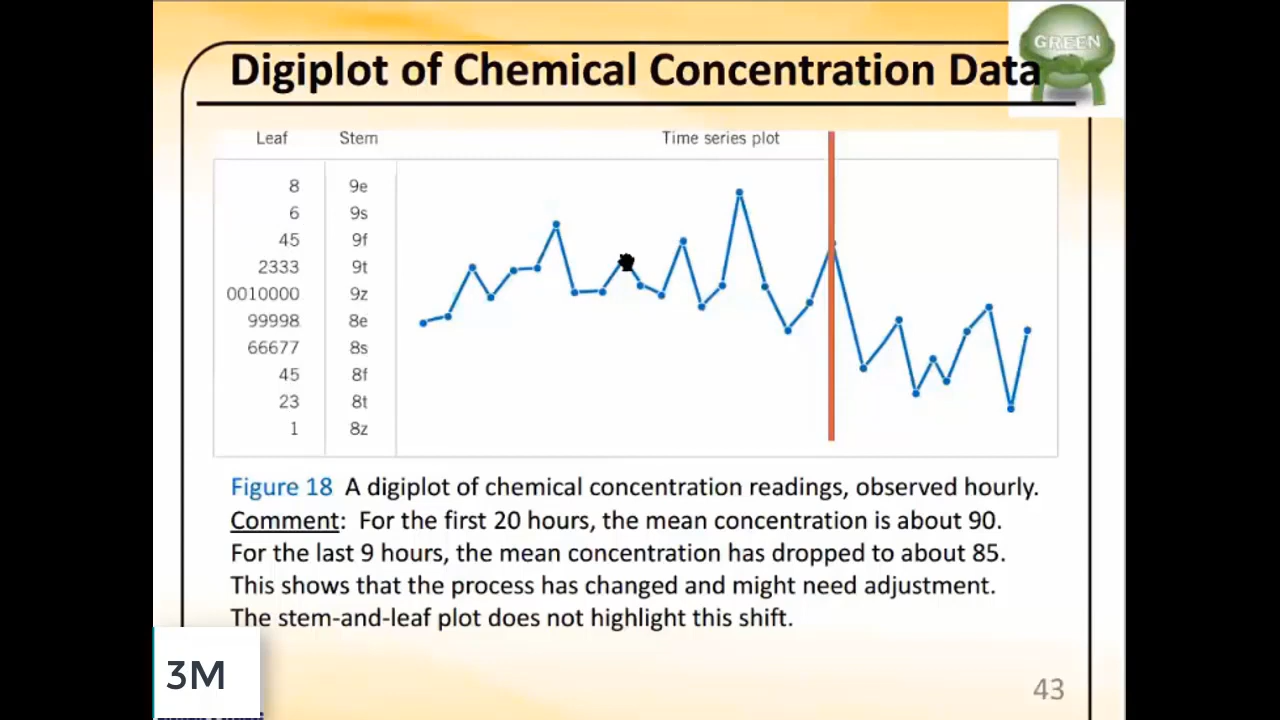 GREEN
Digiplot of Chemical Concentration Data
Leaf Stem Time series plot
8 9e
6 9s
45 9f
2333 9t
0010000 9z
99998 8e
66677 8s
45 8f
23 8t
1 8z
Figure 18 A digiplot of chemical concentration readings, observed hourly.
Comment: For the first 20 hours, the mean concentration is about 90.
For the last 9 hours, the mean concentration has dropped to about 85.
This shows that the process has changed and might need adjustment.
The stem-and-leaf plot does not highlight this shift.
3M
43